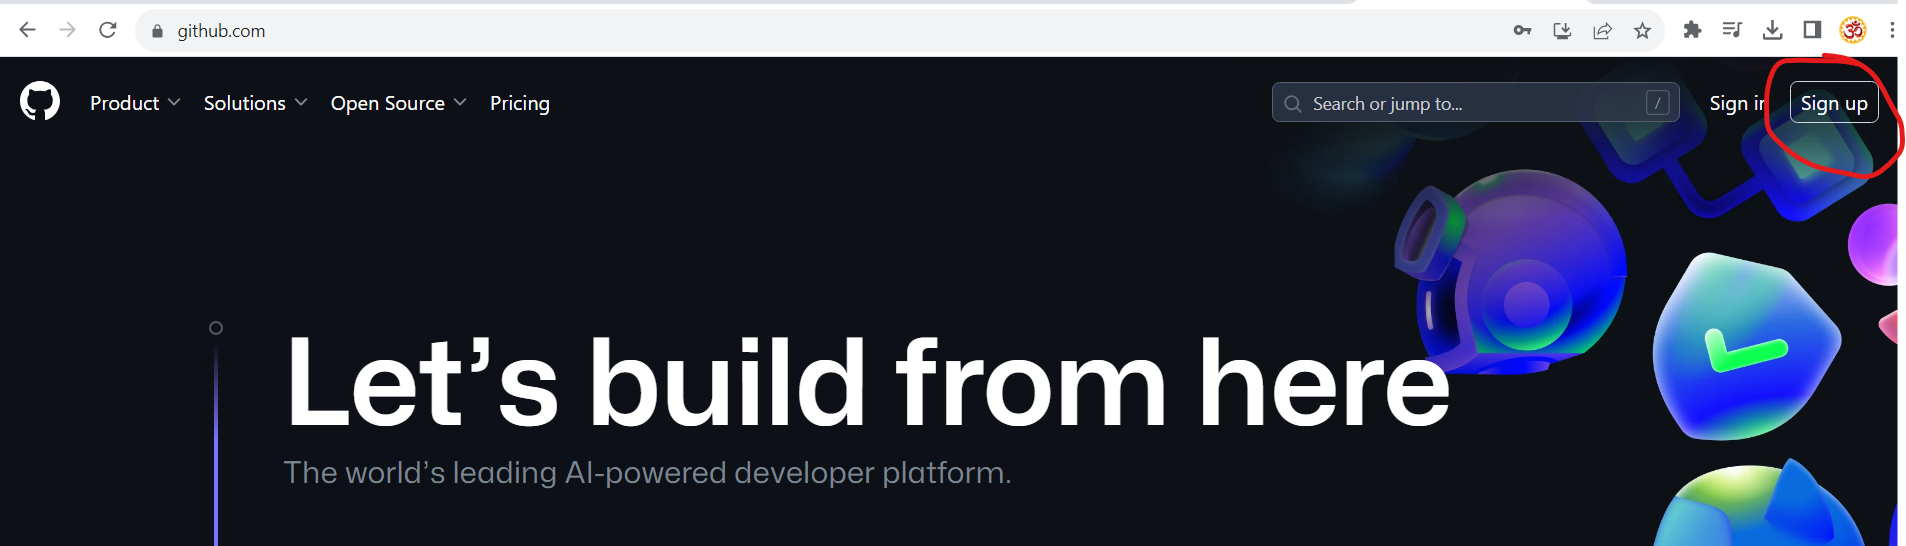 github.com
Product Solutions Open Source Pricing Search or jump to... / Sign in Sign up
Let’s build from here
The world’s leading AI-powered developer platform.